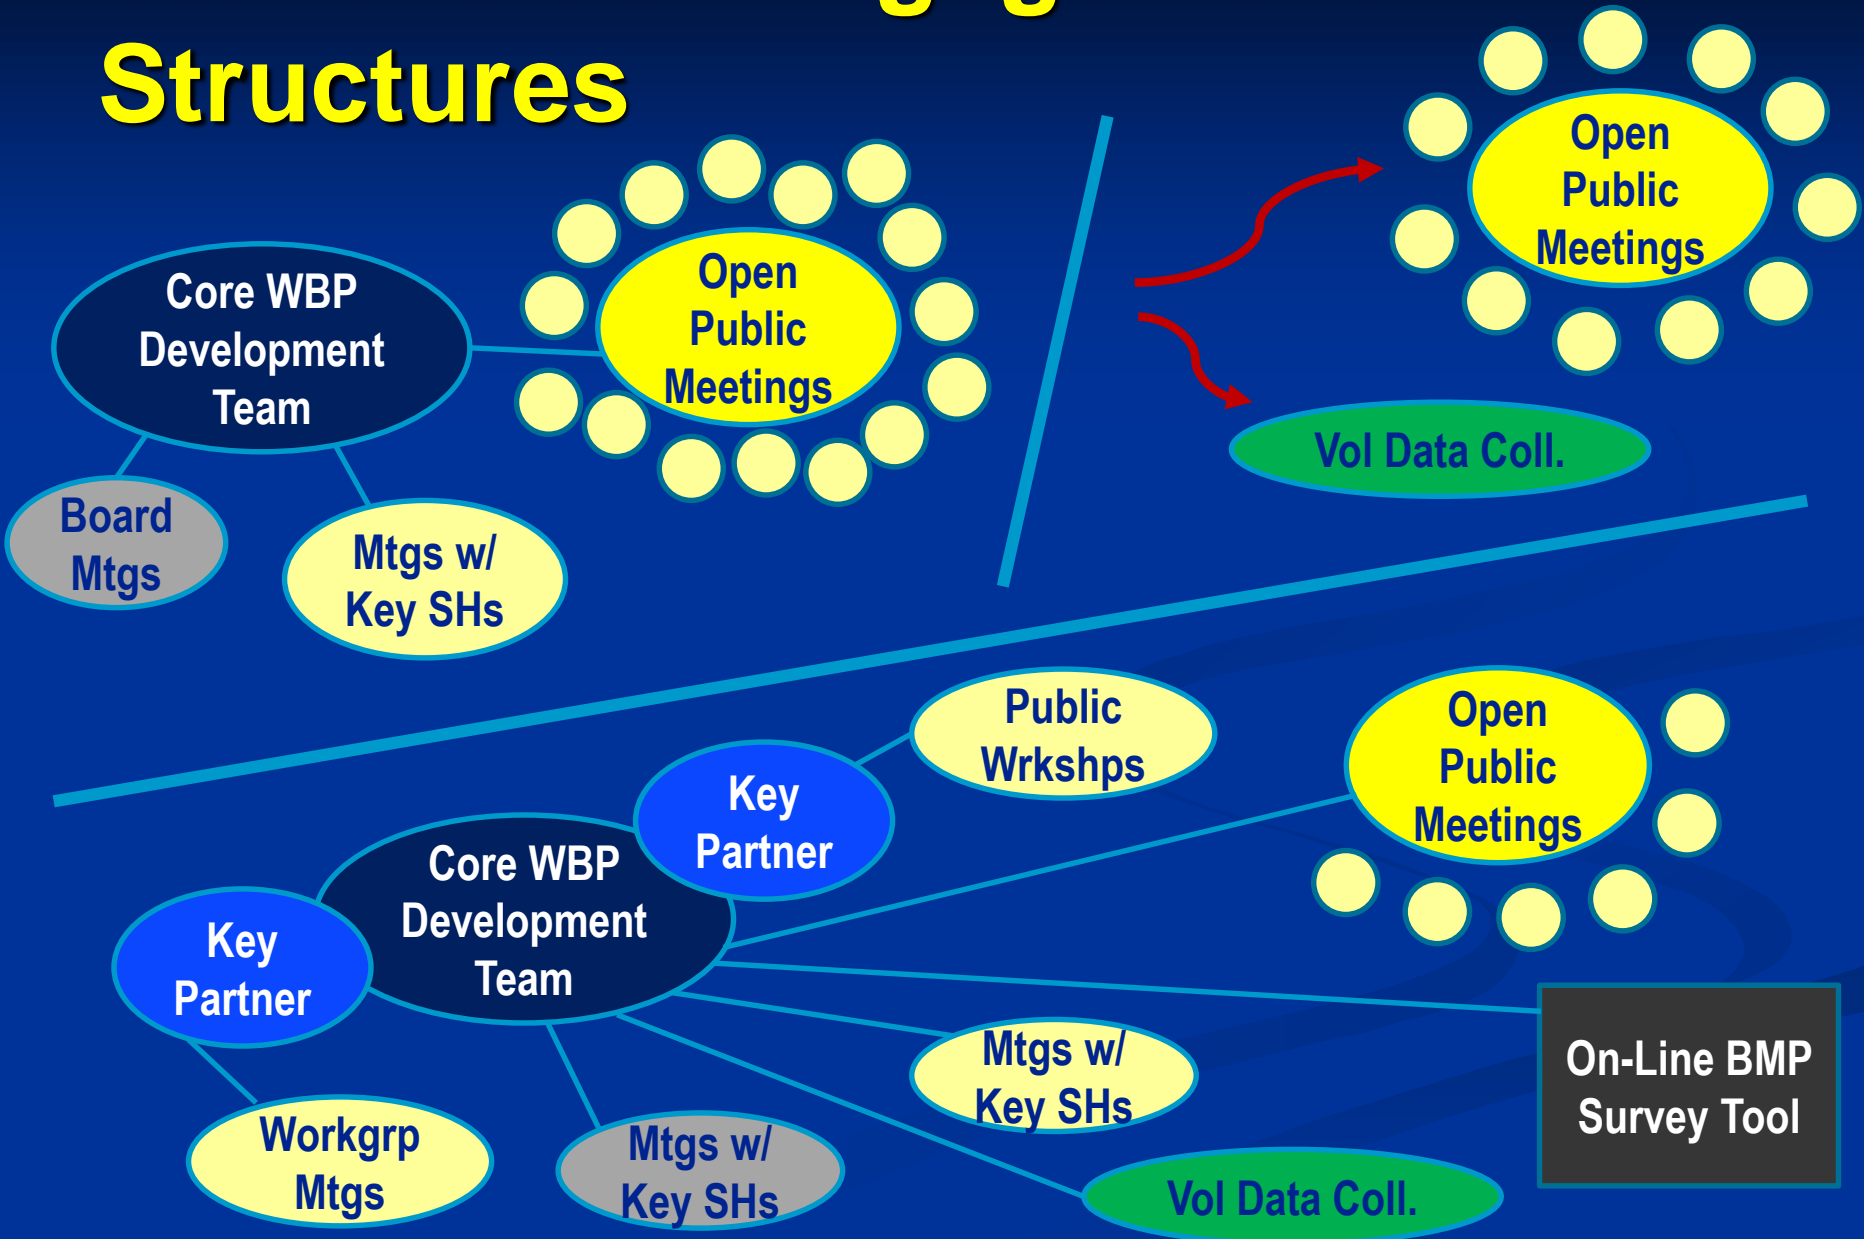 Structures
Open
Public
Meetings
Open
Public
Meetings
Core WBP
Development
Team
Vol Data Coll.
Board
Mtgs
Mtgs w/
Key SHs
Public
Wrkshps
Open
Public
Meetings
Key
Partner
Core WBP
Development
Team
Key
Partner
Mtgs w/
Key SHs
On-Line BMP
Survey Tool
Workgrp
Mtgs
Mtgs w/
Key SHs
Vol Data Coll.